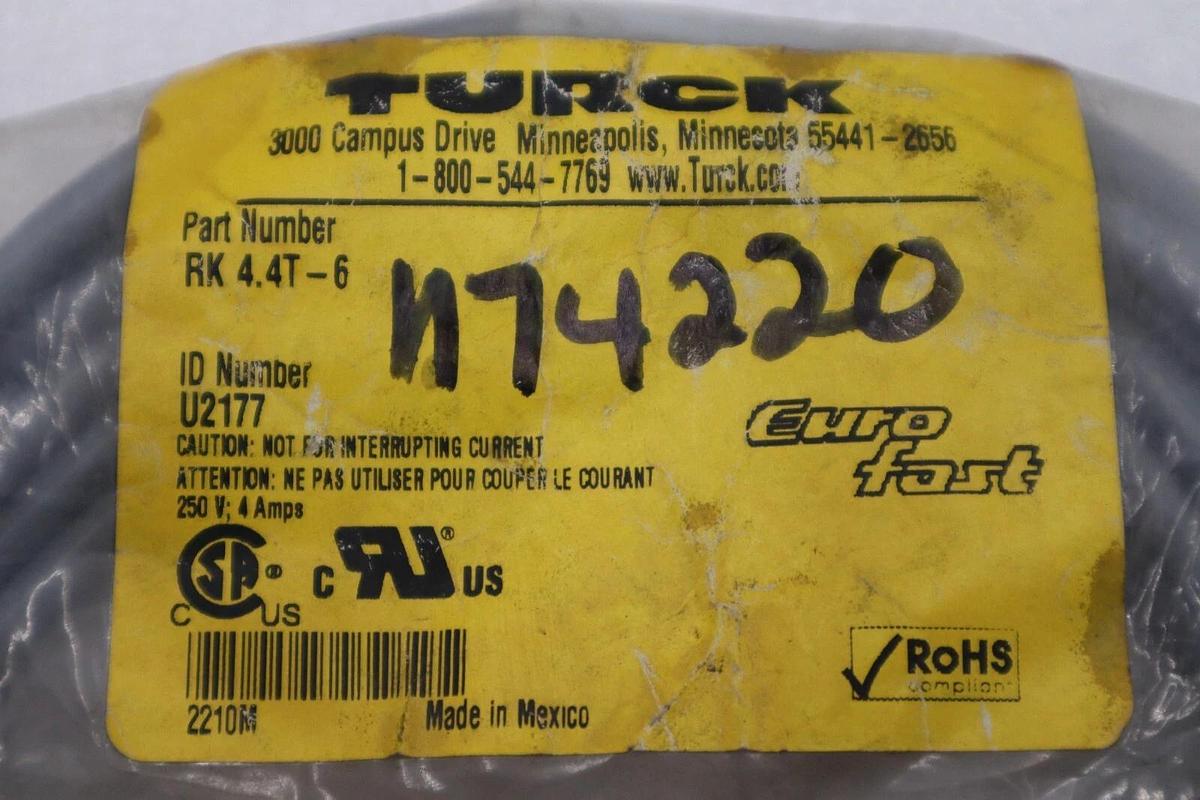 TURCK
3000 Campus Drive Minneapolis, Minnesota 55441-2656
1-800-544-7769 www.Turck.com
Part Number
RK 4.4T-6
n74220
ID Number
U2177
CAUTION: NOT FOR INTERRUPTING CURRENT
ATTENTION: NE PAS UTILISER POUR COUPER LE COURANT
250 V; 4 Amps
Euro
fast
CSA ®
C US
C RU ® US
RoHS
compliant
2210M
Made in Mexico